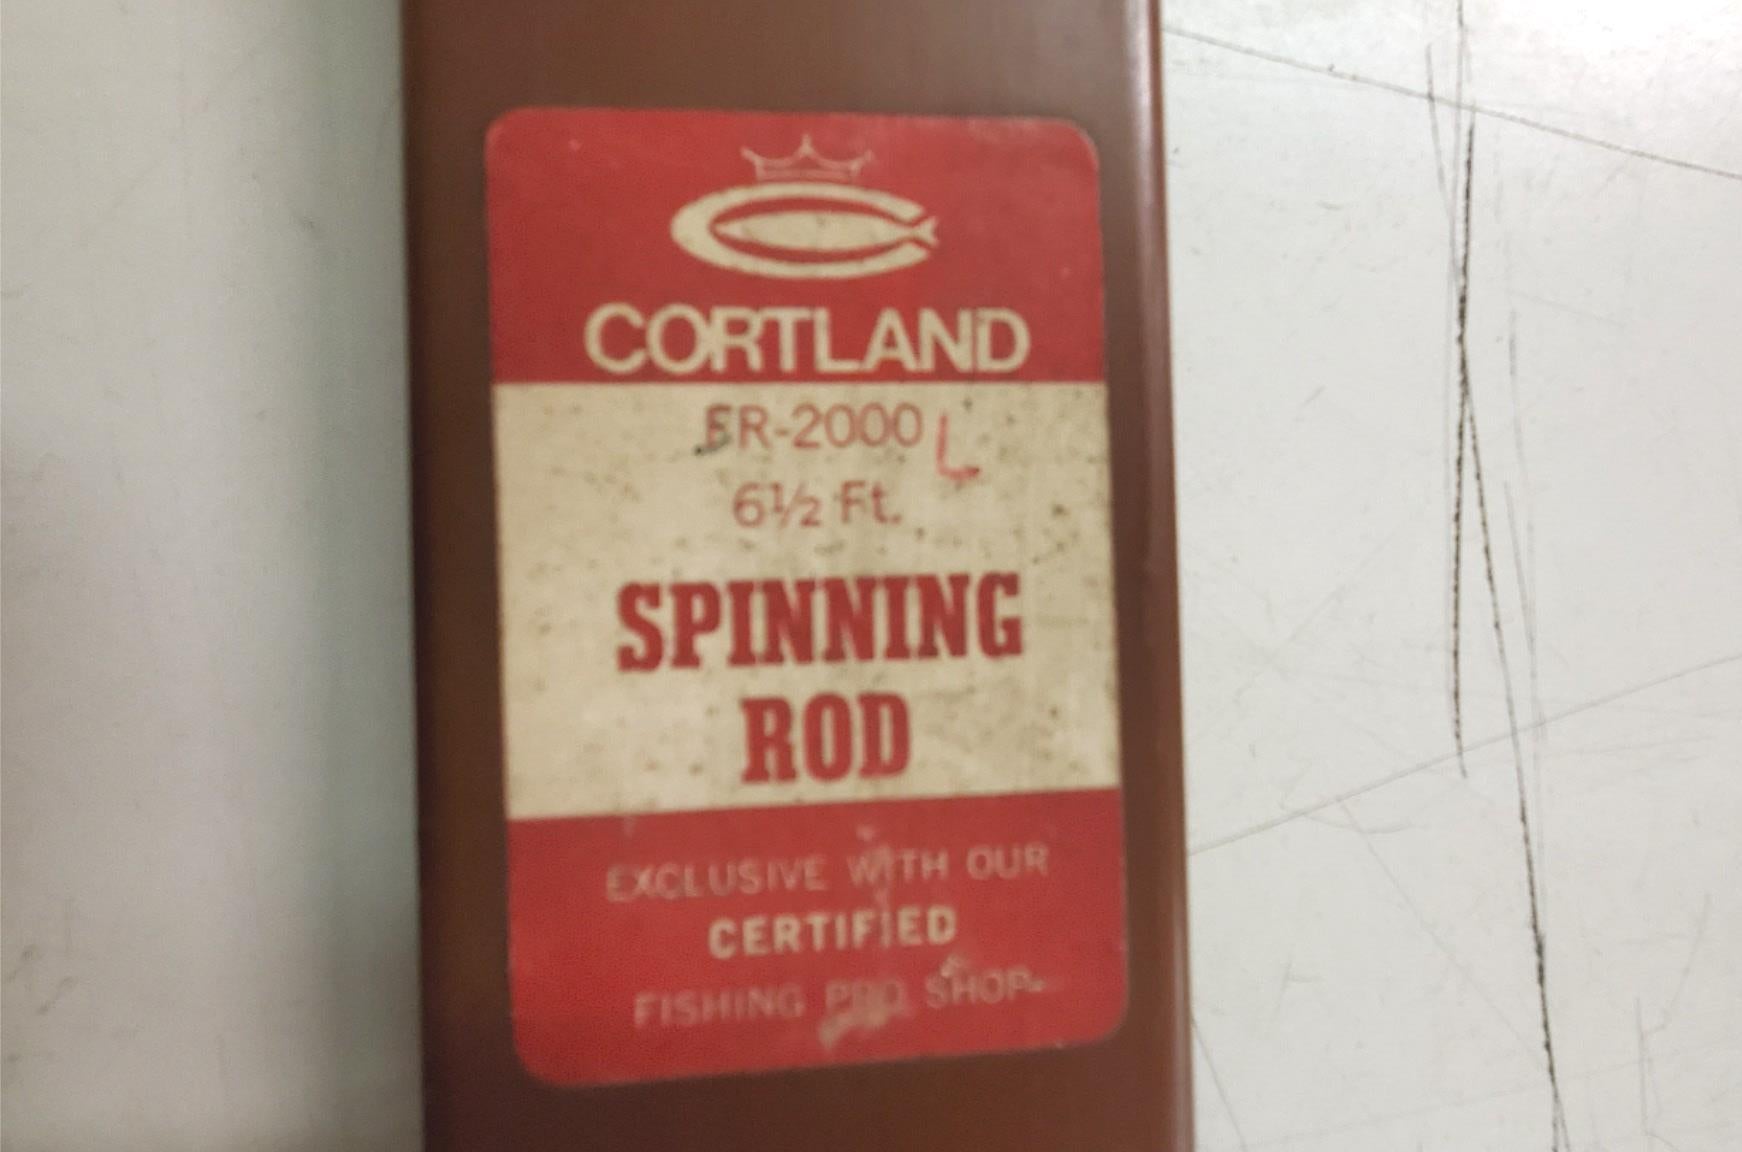 CORTLAND
FR-2000 L
6½ Ft.
SPINNING
ROD
EXCLUSIVE WITH OUR
CERTIFIED
FISHING PRO SHOP